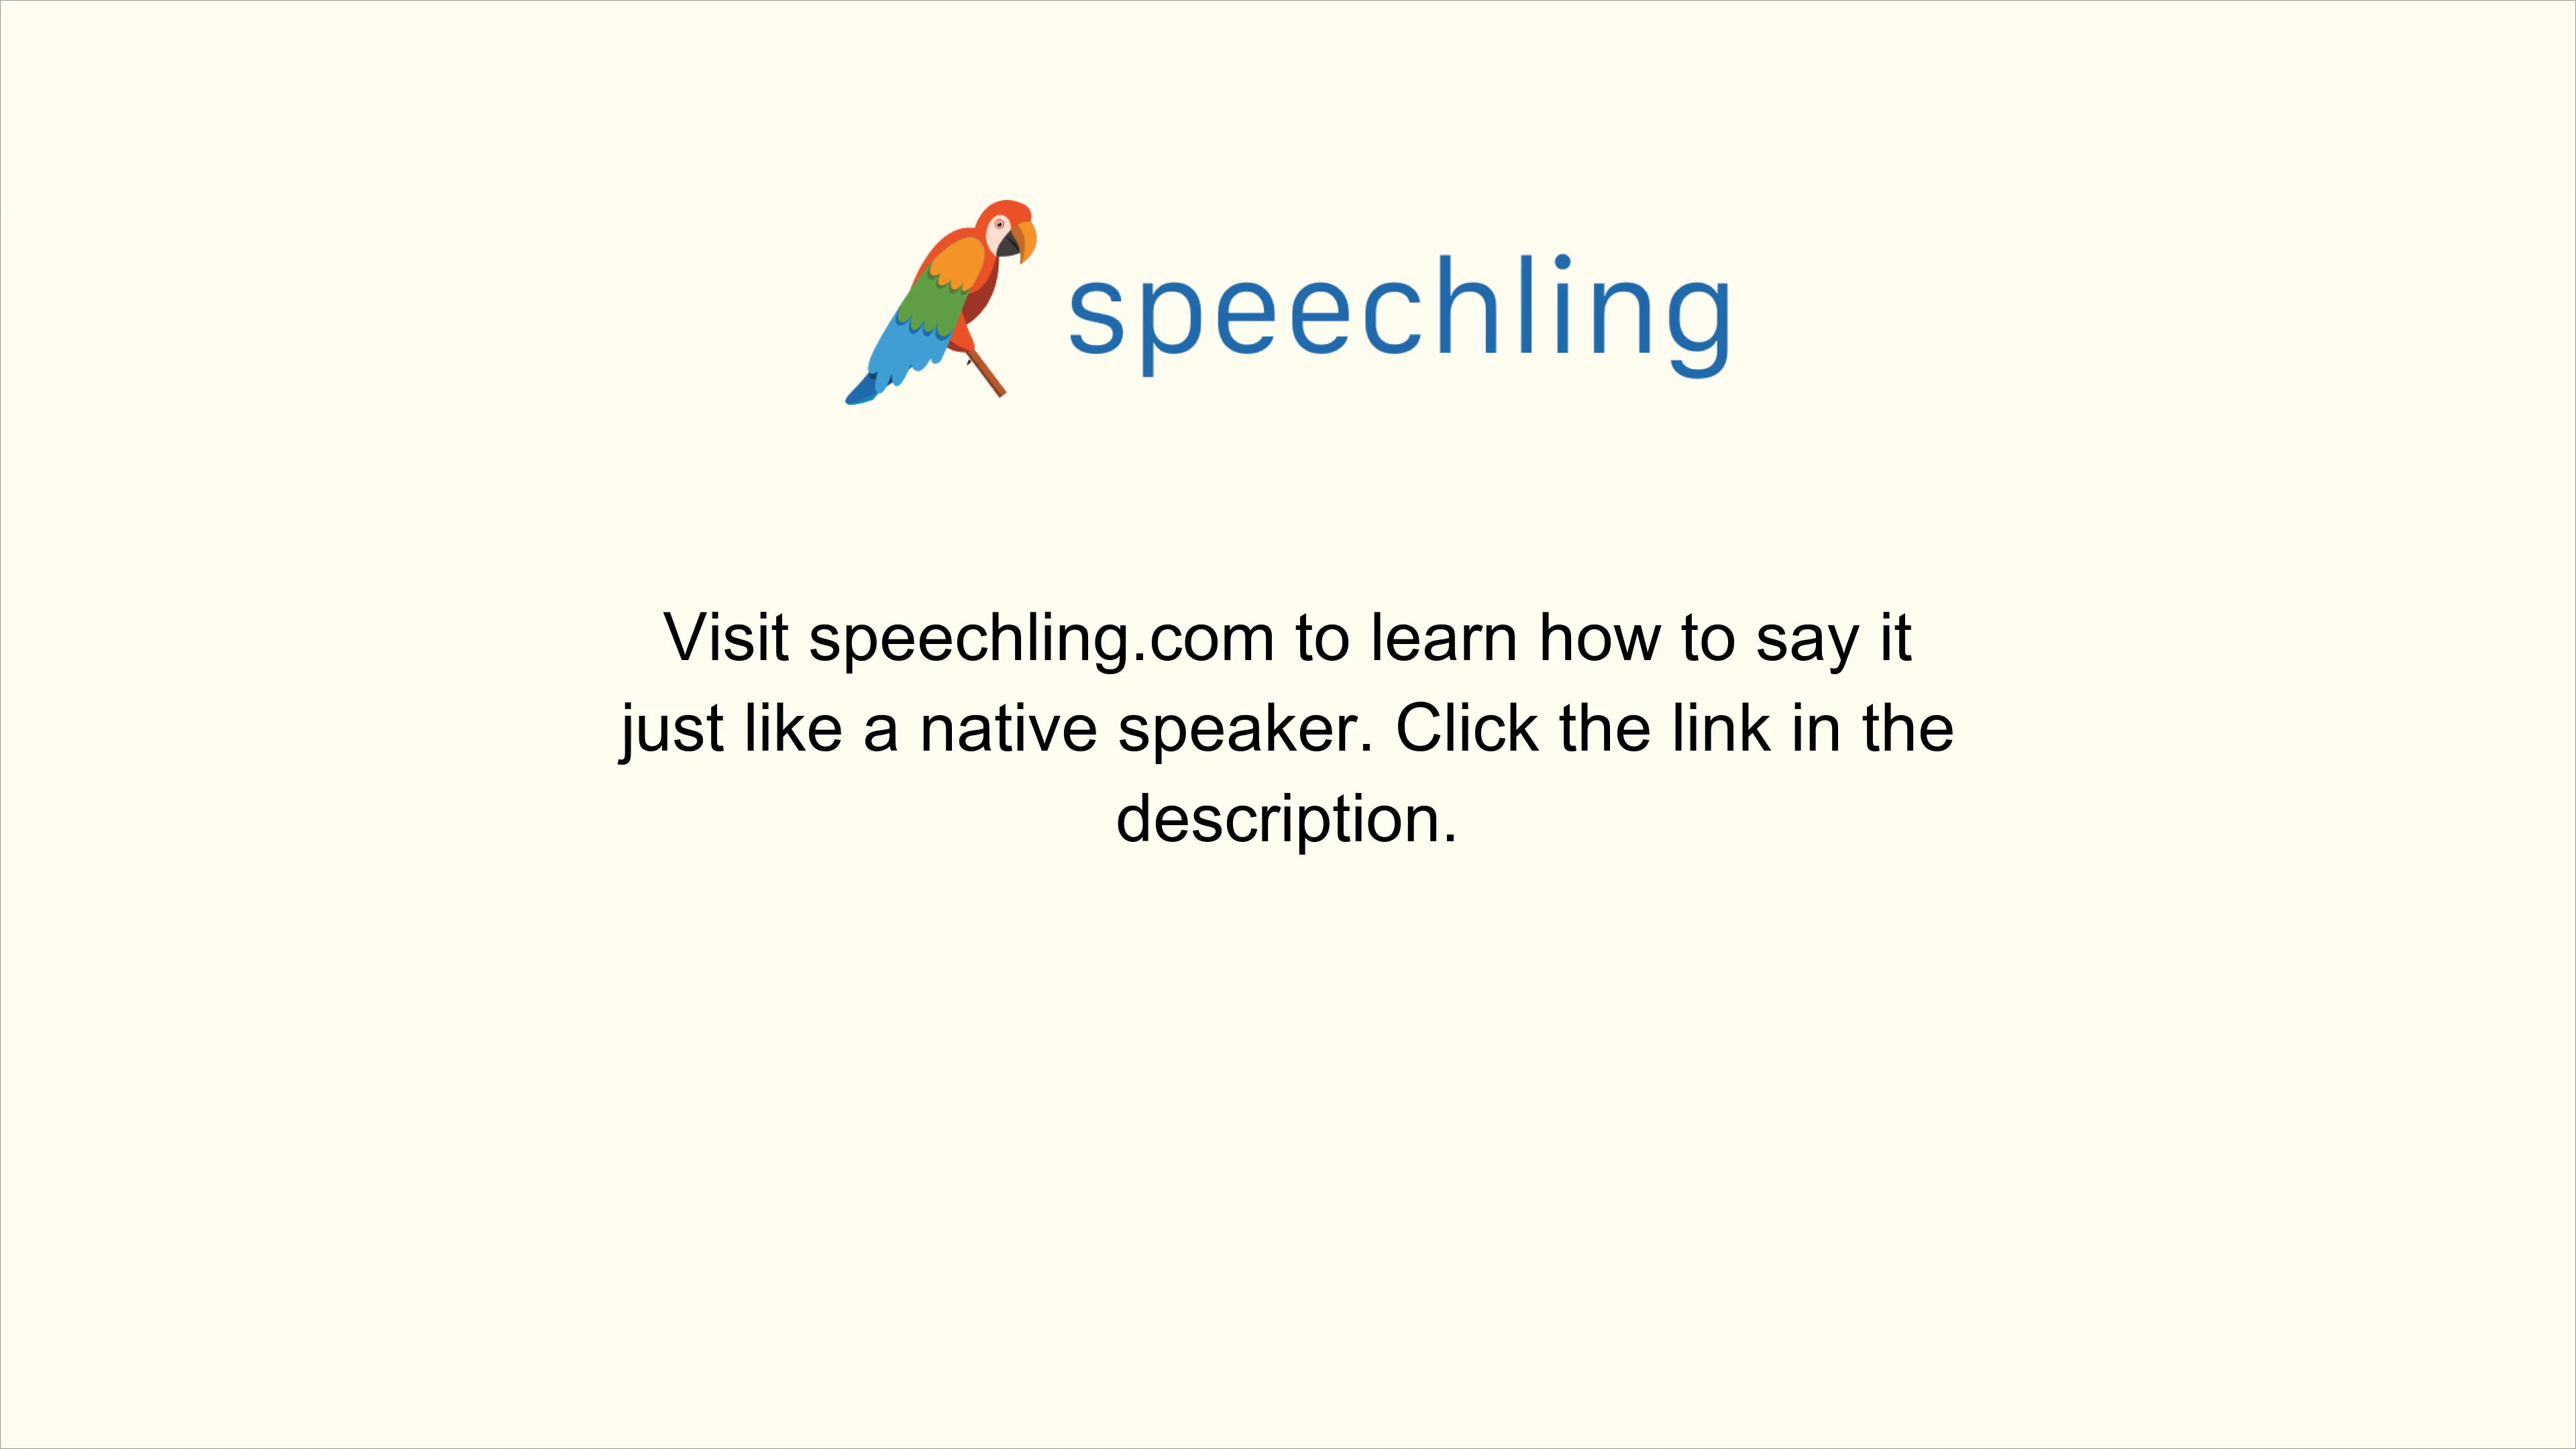 speechling
Visit speechling.com to learn how to say it
just like a native speaker. Click the link in the
description.